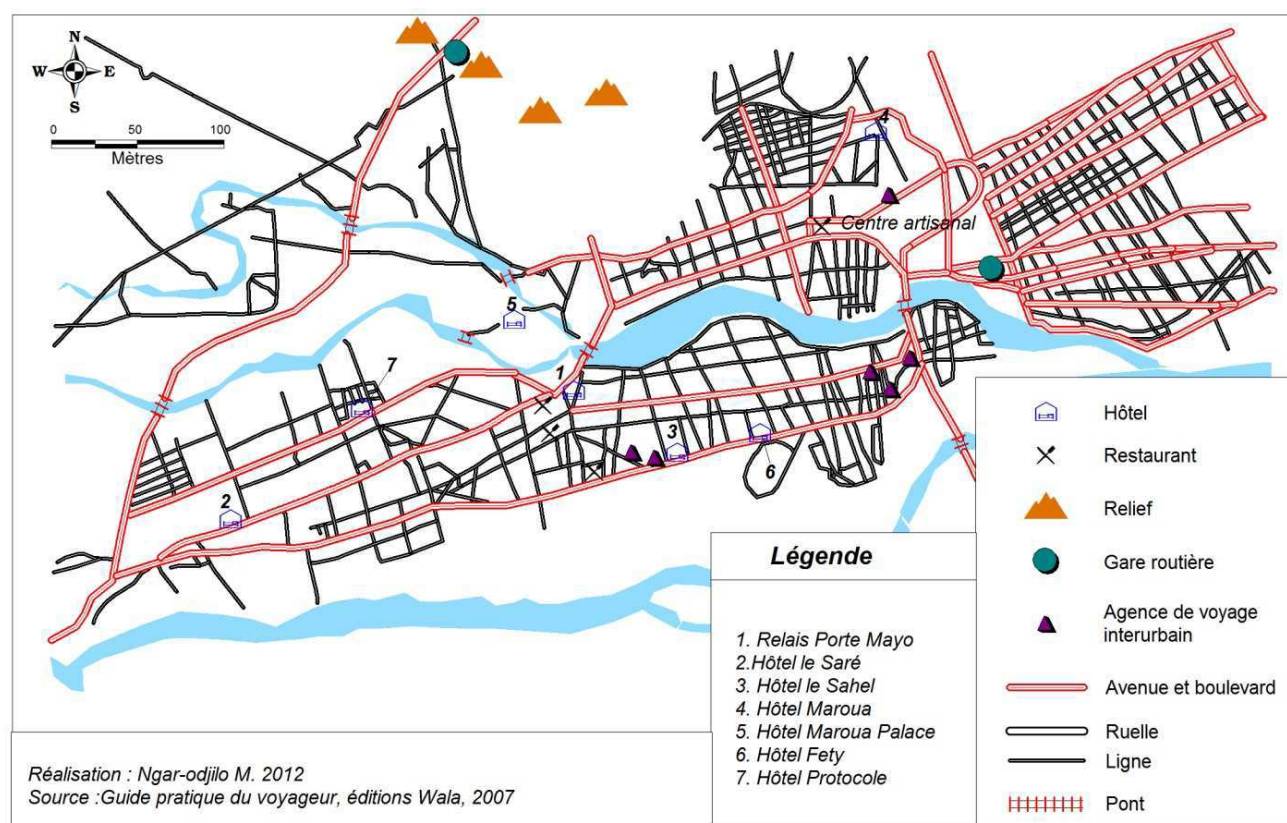 N
W E
S
0 50 100
Mètres
4
Centre artisanal
5
7
1
3
2
6
Légende
1. Relais Porte Mayo
2.Hôtel le Saré
3. Hôtel le Sahel
4. Hôtel Maroua
5. Hôtel Maroua Palace
6. Hôtel Fety
7. Hôtel Protocole
Hôtel
Restaurant
Relief
Gare routière
Agence de voyage
interurbain
Avenue et boulevard
Ruelle
Ligne
Pont
Réalisation : Ngar-odjilo M. 2012
Source :Guide pratique du voyageur, éditions Wala, 2007